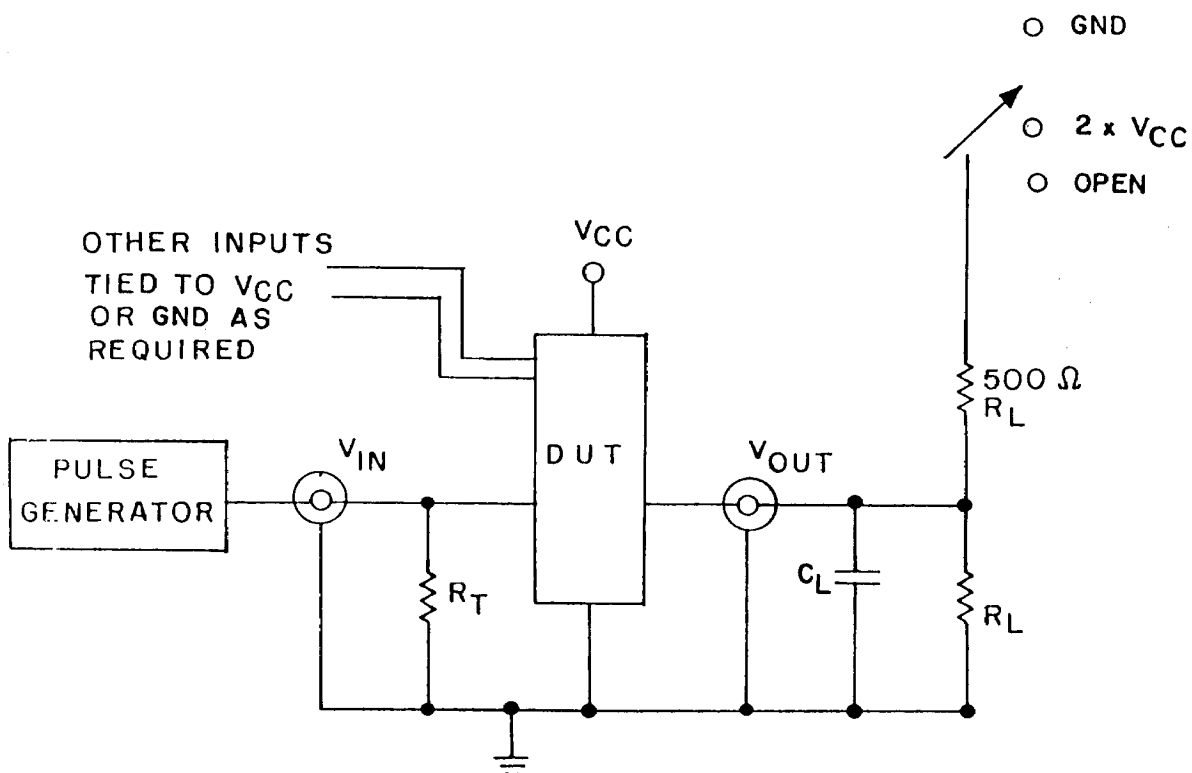 GND
2 x VCC
OPEN
VCC
OTHER INPUTS
TIED TO VCC
OR GND AS
REQUIRED
500 Ω
RL
PULSE
GENERATOR
VIN
DUT
VOUT
RT
CL
RL